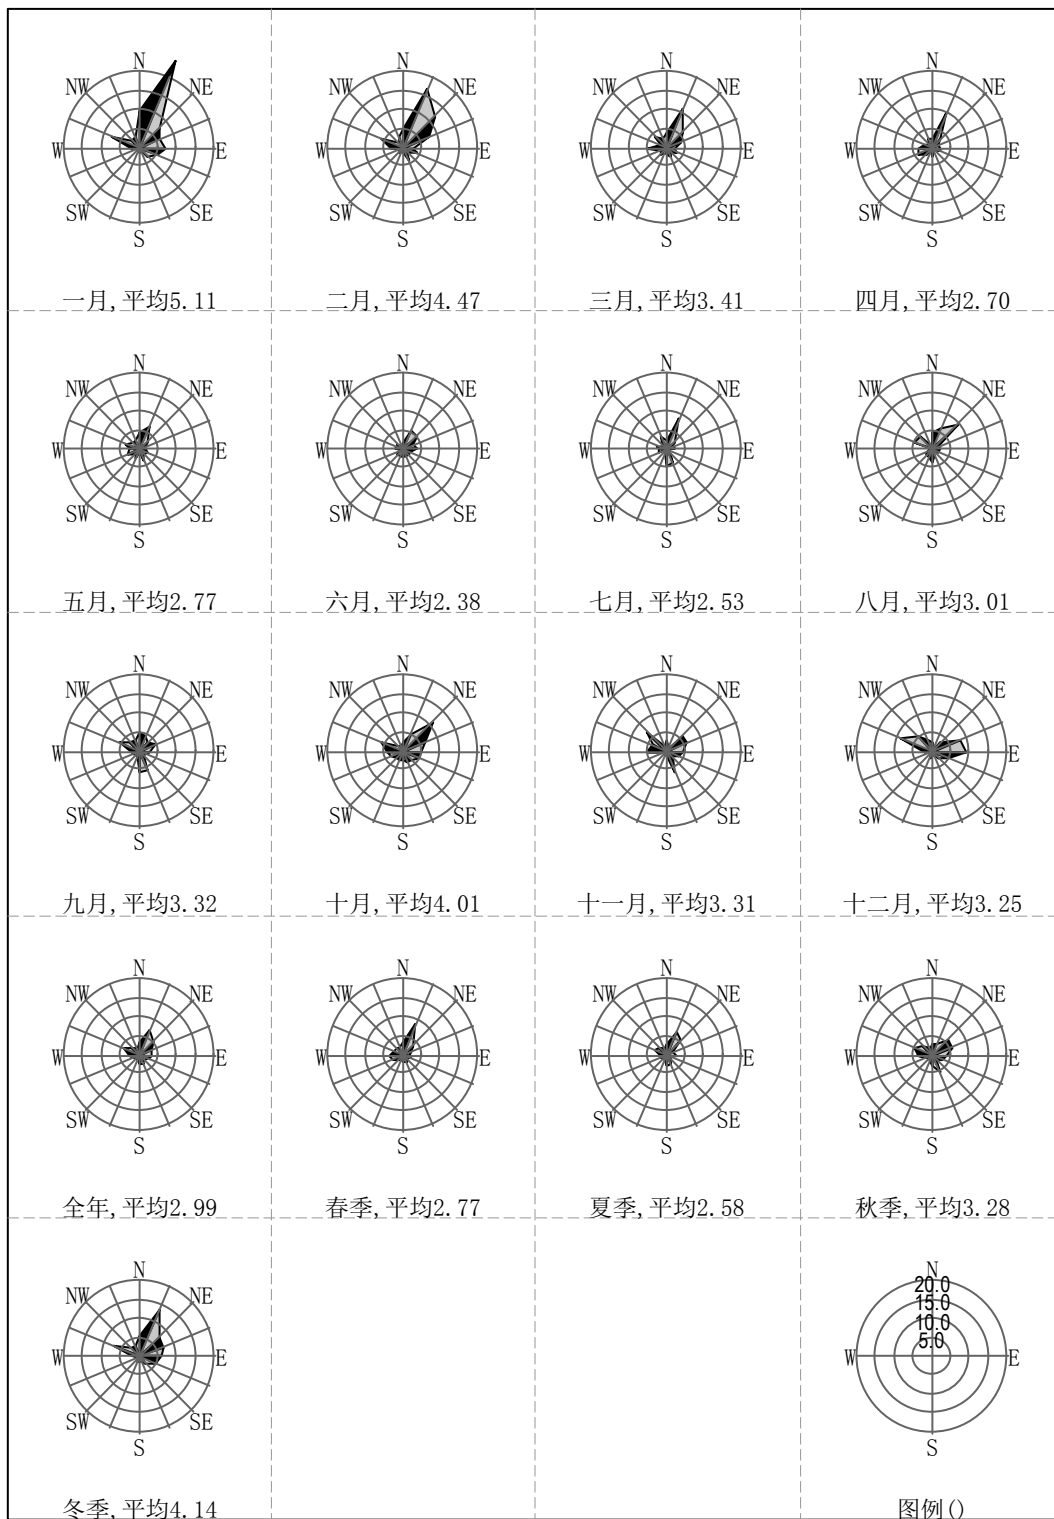 N
NW NE
W E
SW SE
S
一月,平均5.11
N
NW NE
W E
SW SE
S
二月,平均4.47
N
NW NE
W E
SW SE
S
三月,平均3.41
N
NW NE
W E
SW SE
S
四月,平均2.70
N
NW NE
W E
SW SE
S
五月,平均2.77
N
NW NE
W E
SW SE
S
六月,平均2.38
N
NW NE
W E
SW SE
S
七月,平均2.53
N
NW NE
W E
SW SE
S
八月,平均3.01
N
NW NE
W E
SW SE
S
九月,平均3.32
N
NW NE
W E
SW SE
S
十月,平均4.01
N
NW NE
W E
SW SE
S
十一月,平均3.31
N
NW NE
W E
SW SE
S
十二月,平均3.25
N
NW NE
W E
SW SE
S
全年,平均2.99
N
NW NE
W E
SW SE
S
春季,平均2.77
N
NW NE
W E
SW SE
S
夏季,平均2.58
N
NW NE
W E
SW SE
S
秋季,平均3.28
N
NW NE
W E
SW SE
S
冬季,平均4.14
N
20.0
15.0
10.0
5.0
W E
S
图例()